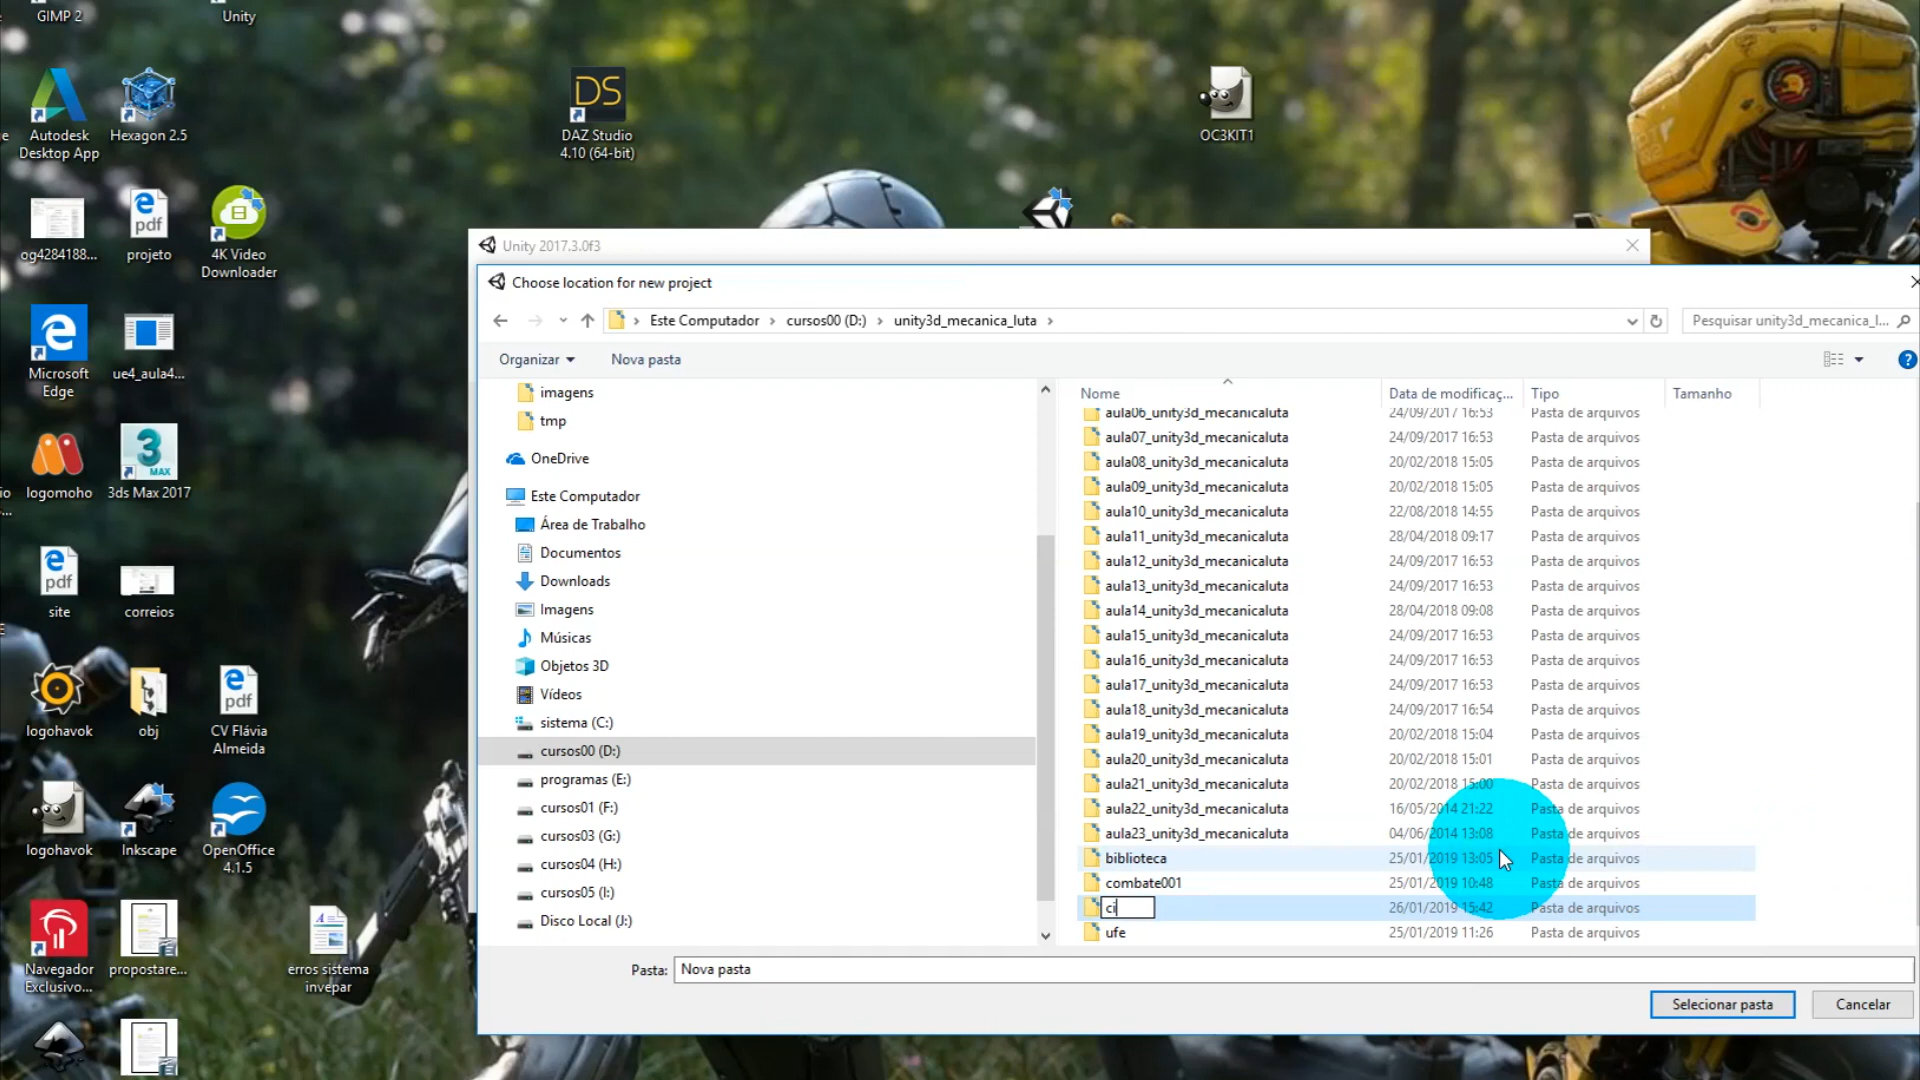 GIMP 2
Unity
Autodesk
Desktop App
Hexagon 2.5
DS
DAZ Studio
4.10 (64-bit)
OC3KIT1
pdf
og4284188...
projeto
4K Video
Downloader
Microsoft
Edge
ue4_aula4...
3
MAX
logomoho
3ds Max 2017
pdf
site
correios
pdf
logohavok
obj
CV Flávia
Almeida
logohavok
Inkscape
OpenOffice
4.1.5
Navegador
Exclusivo...
propostare...
erros sistema
invepar
Unity 2017.3.0f3
Choose location for new project
Este Computador
cursos00 (D:)
unity3d_mecanica_luta
Pesquisar unity3d_mecanica_l...
Organizar
Nova pasta
?
imagens
tmp
OneDrive
Este Computador
Área de Trabalho
Documentos
Downloads
Imagens
Músicas
Objetos 3D
Vídeos
sistema (C:)
cursos00 (D:)
programas (E:)
cursos01 (F:)
cursos03 (G:)
cursos04 (H:)
cursos05 (I:)
Disco Local (J:)
Nome Data de modificaç... Tipo Tamanho
aula06_unity3d_mecanicaluta 24/09/2017 16:53 Pasta de arquivos
aula07_unity3d_mecanicaluta 24/09/2017 16:53 Pasta de arquivos
aula08_unity3d_mecanicaluta 20/02/2018 15:05 Pasta de arquivos
aula09_unity3d_mecanicaluta 20/02/2018 15:05 Pasta de arquivos
aula10_unity3d_mecanicaluta 22/08/2018 14:55 Pasta de arquivos
aula11_unity3d_mecanicaluta 28/04/2018 09:17 Pasta de arquivos
aula12_unity3d_mecanicaluta 24/09/2017 16:53 Pasta de arquivos
aula13_unity3d_mecanicaluta 24/09/2017 16:53 Pasta de arquivos
aula14_unity3d_mecanicaluta 28/04/2018 09:08 Pasta de arquivos
aula15_unity3d_mecanicaluta 24/09/2017 16:53 Pasta de arquivos
aula16_unity3d_mecanicaluta 24/09/2017 16:53 Pasta de arquivos
aula17_unity3d_mecanicaluta 24/09/2017 16:53 Pasta de arquivos
aula18_unity3d_mecanicaluta 24/09/2017 16:54 Pasta de arquivos
aula19_unity3d_mecanicaluta 20/02/2018 15:04 Pasta de arquivos
aula20_unity3d_mecanicaluta 20/02/2018 15:01 Pasta de arquivos
aula21_unity3d_mecanicaluta 20/02/2018 15:00 Pasta de arquivos
aula22_unity3d_mecanicaluta 16/05/2014 21:22 Pasta de arquivos
aula23_unity3d_mecanicaluta 04/06/2014 13:08 Pasta de arquivos
biblioteca 25/01/2019 13:05 Pasta de arquivos
combate001 25/01/2019 10:48 Pasta de arquivos
ci 26/01/2019 15:42 Pasta de arquivos
ufe 25/01/2019 11:26 Pasta de arquivos
Pasta: Nova pasta
Selecionar pasta
Cancelar